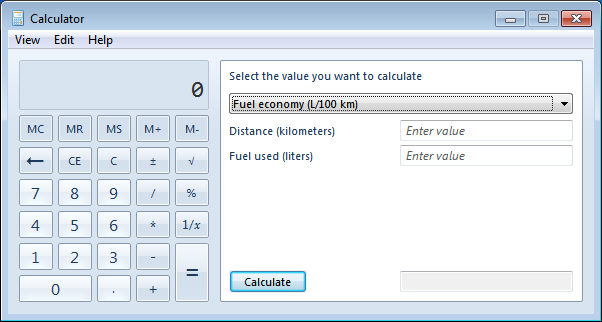 Calculator
View Edit Help
0
Select the value you want to calculate
Fuel economy (L/100 km)
Distance (kilometers) Enter value
Fuel used (liters) Enter value
MC MR MS M+ M-
← CE C ± √
7 8 9 / %
4 5 6 * 1/x
1 2 3 - =
0 . +
Calculate